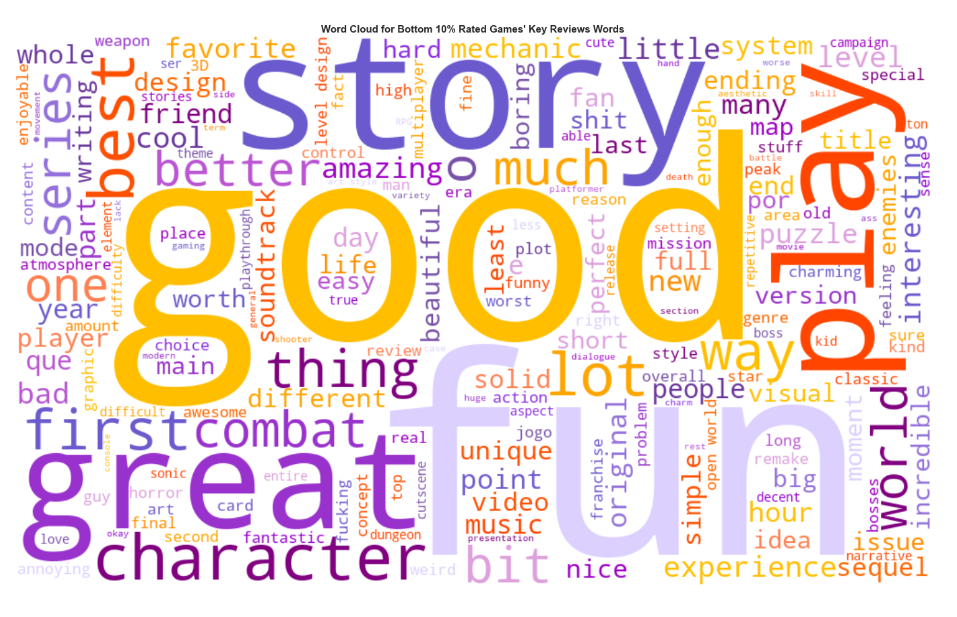 Word Cloud for Bottom 10% Rated Games' Key Reviews Words
weapon
ser
3D
whole
favorite
design
stories
side
friend
cool
theme
term
enjoyable
movement
series
writing
best
part
story
fact
level design
high
control
RPG
multiplayer
hard
mechanic
fine
boring
cute
hand
little
fan
shit
able
last
system
worse
aesthetic
ending
many
map
stuff
skill
campaign
level
special
ton
title
sense
enemies
interesting
play
better
amazing
o
much
era
man
art style
variety
platformer
reason
death
battle
enough
peak
end
por
area
old
ass
content
lack
element
mode
atmosphere
difficulty
place
gaming
playthrough
soundtrack
good
day
life
easy
true
beautiful
least
e
less
plot
funny
worst
perfect
release
setting
mission
full
new
section
repetitive
movie
puzzle
charming
feeling
version
one
year
amount
worth
general
shooter
que
player
graphic
choice
main
modern
thing
review
case
right
short
dialogue
lot
way
style
genre
boss
kid
sure
kind
bad
difficult
awesome
different
solid
huge
action
aspect
charm
overall
people
star
visual
classic
first
console
combat
real
unique
jogo
franchise
original
problem
rest
simple
open world
long
remake
big
decent
moment
bosses
world
incredible
great
sonic
entire
guy
horror
art
card
final
second
fantastic
fucking
concept
top
cutscene
dungeon
point
video
music
presentation
fun
hour
idea
issue
narrative
love
okay
annoying
character
weird
bit
nice
experience
sequel